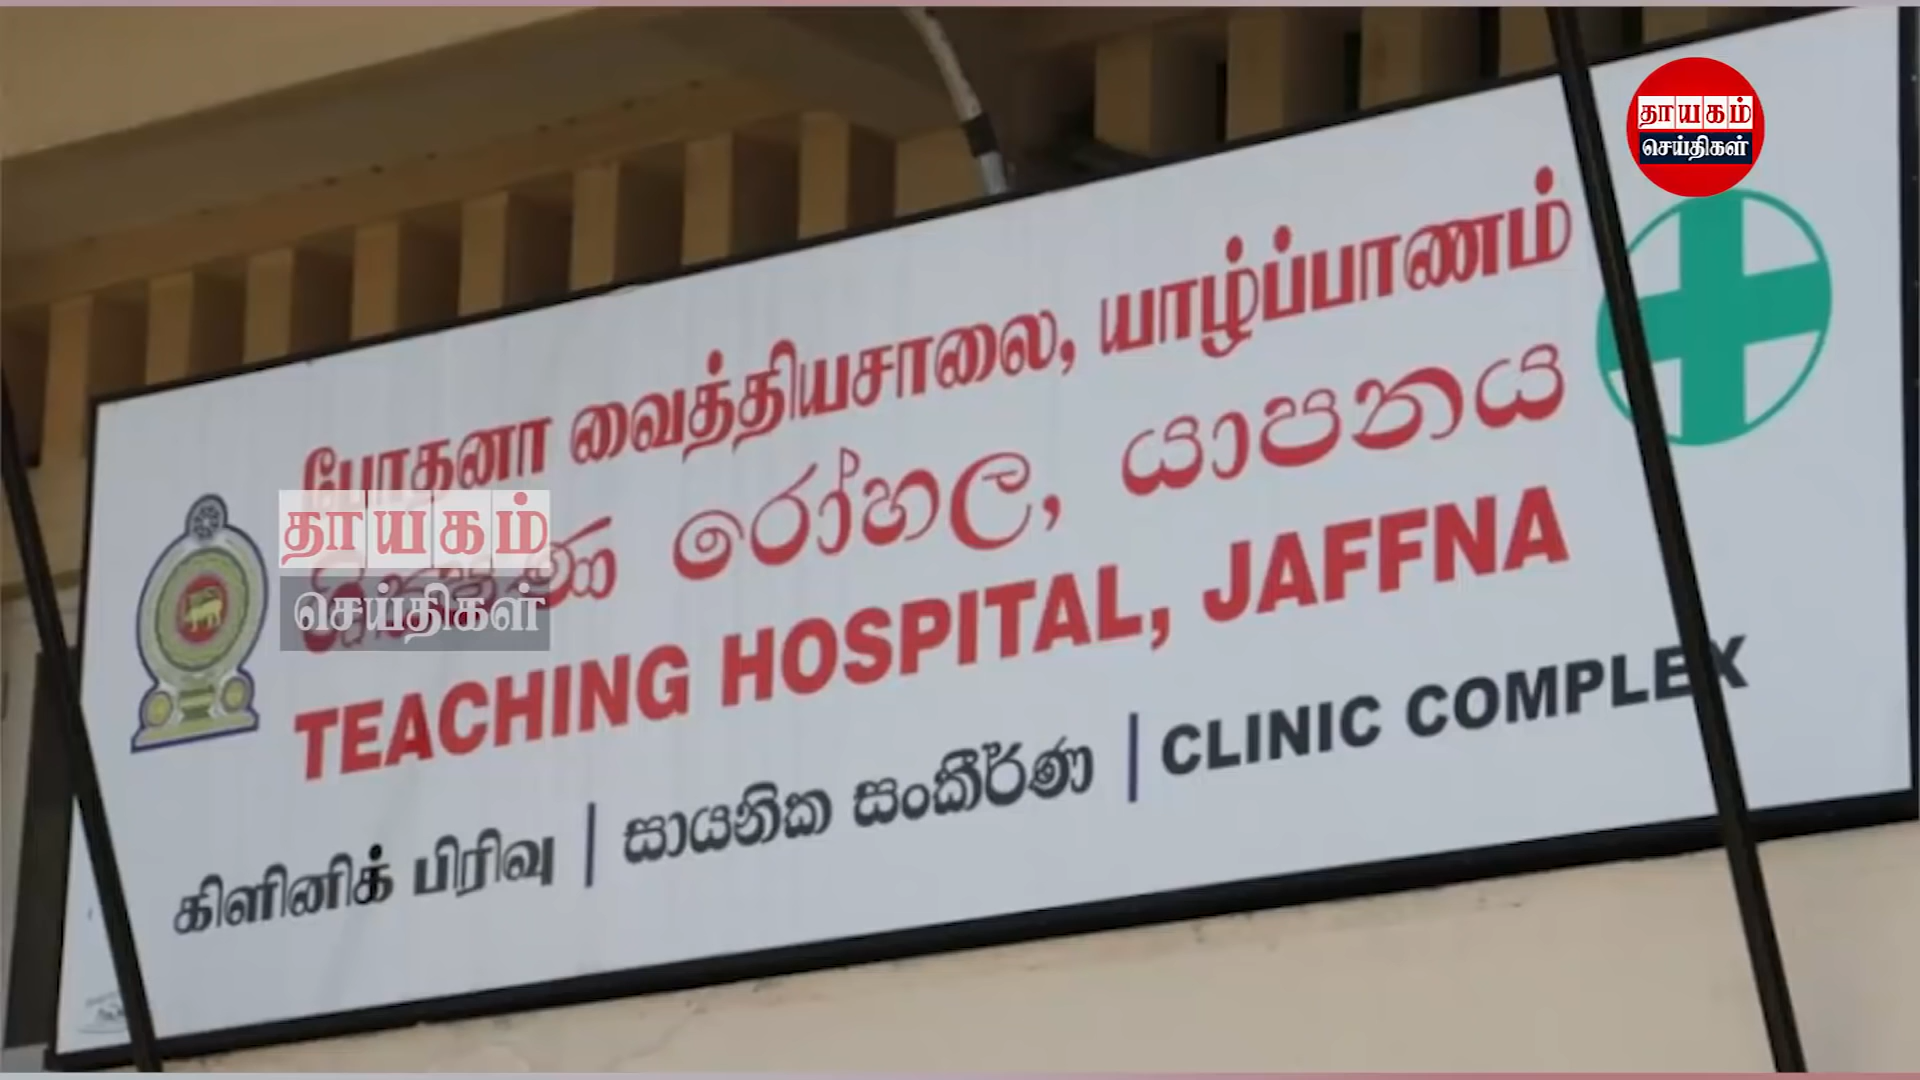 தாயகம்
செய்திகள்
போதனா வைத்தியசாலை, யாழ்ப்பாணம்
රෝහල, යාපනය
தாயகம்
செய்திகள்
TEACHING HOSPITAL, JAFFNA
கிளினிக் பிரிவு | සායනික සංකීර්ණ | CLINIC COMPLEX